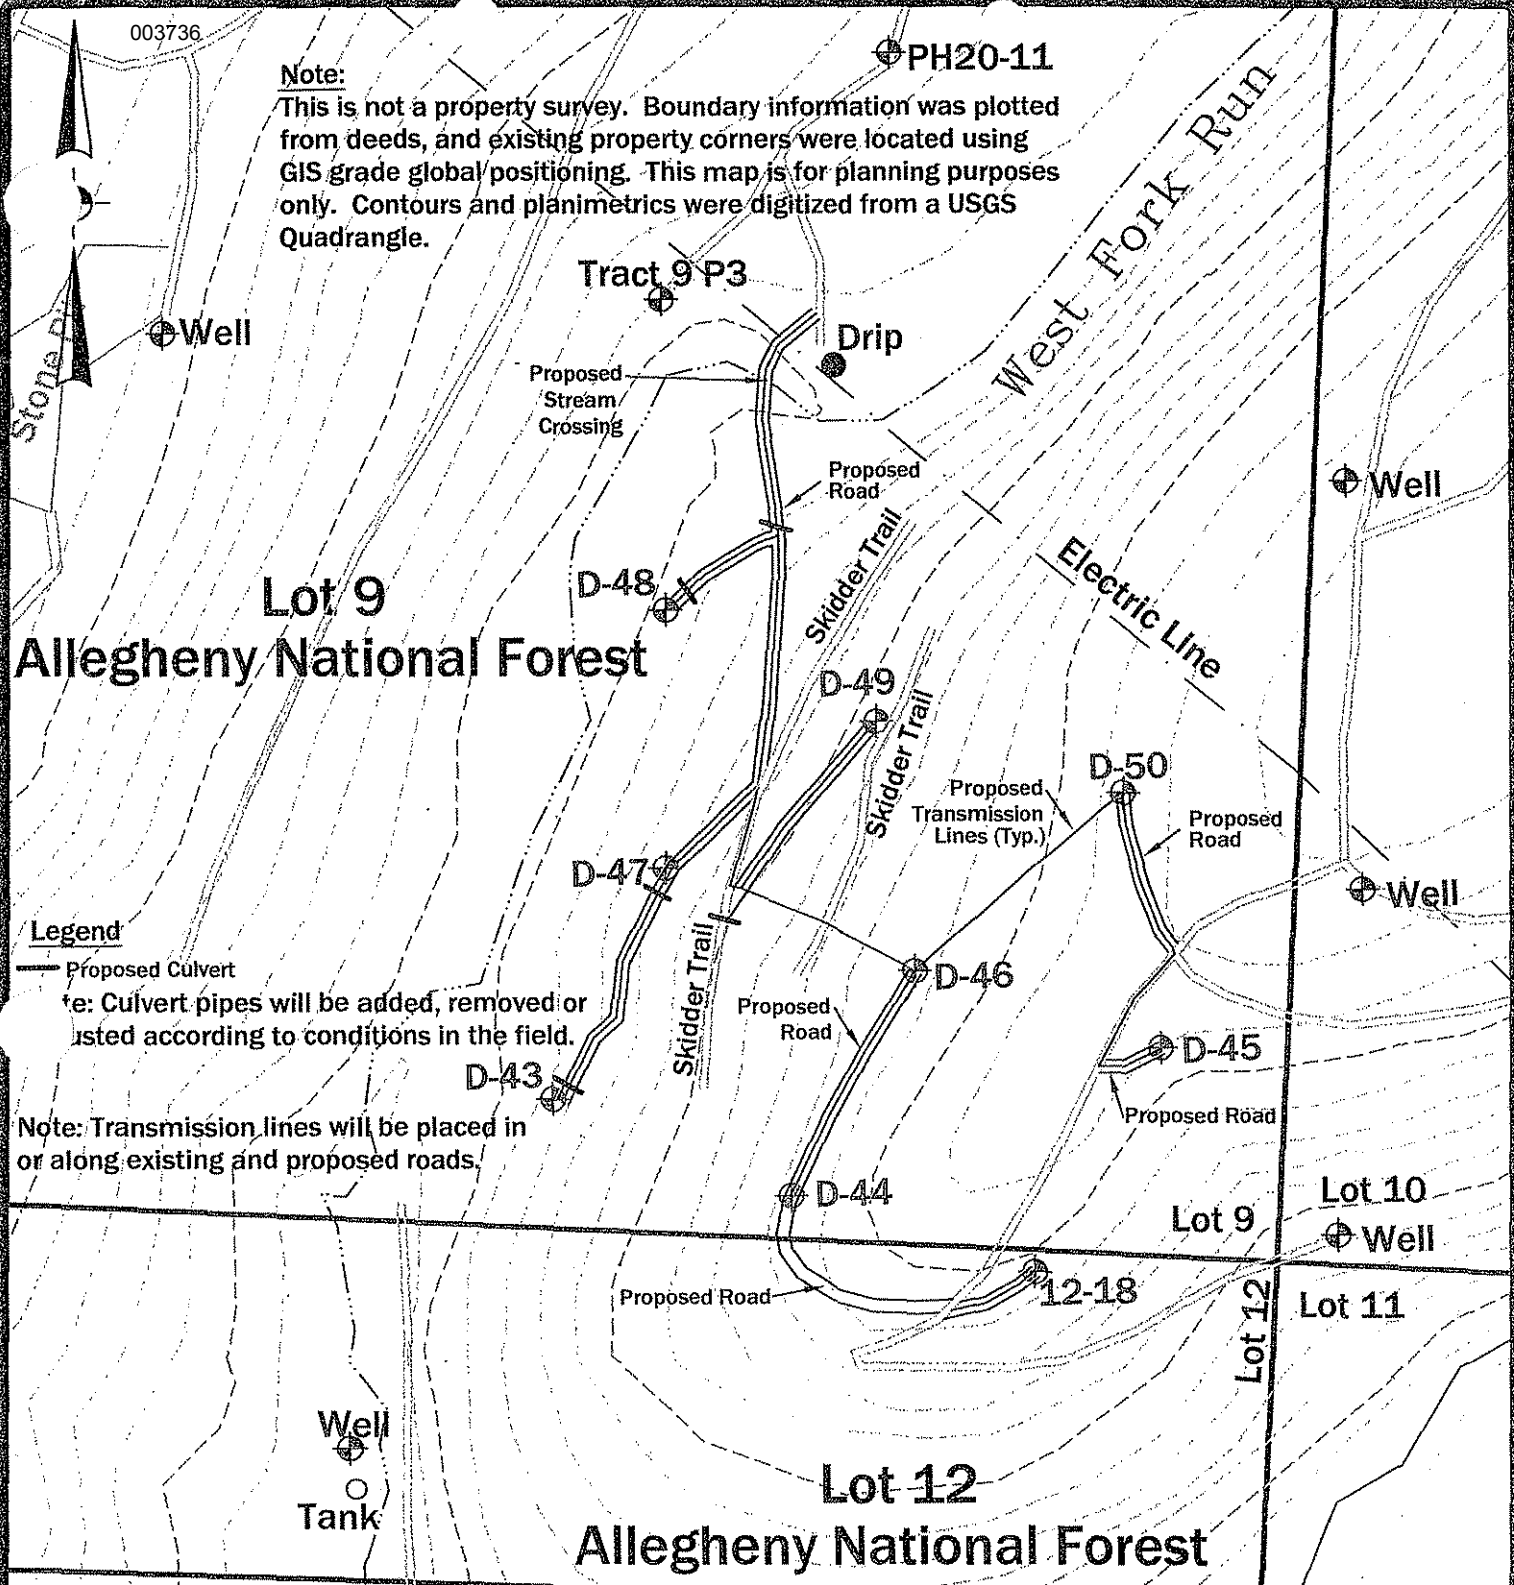 003736
PH20-11
Note:
This is not a property survey. Boundary information was plotted
from deeds, and existing property corners were located using
GIS grade global positioning. This map is for planning purposes
only. Contours and planimetrics were digitized from a USGS
Quadrangle.
West Fork Run
Tract 9 P3
Well
Stone
Drip
Proposed
Stream
Crossing
Proposed
Road
Well
Skidder Trail
Electric Line
D-48
Lot 9
Allegheny National Forest
D-49
Skidder Trail
D-50
Proposed
Transmission
Lines (Typ.)
Proposed
Road
D-47
Well
Legend
Proposed Culvert
te: Culvert pipes will be added, removed or
usted according to conditions in the field.
Skidder Trail
D-46
Proposed
Road
D-45
D-43
Proposed Road
Note: Transmission lines will be placed in
or along existing and proposed roads.
D-44
Lot 10
Lot 9
Well
12-18
Proposed Road
Lot 12
Lot 11
Well
Tank
Lot 12
Allegheny National Forest